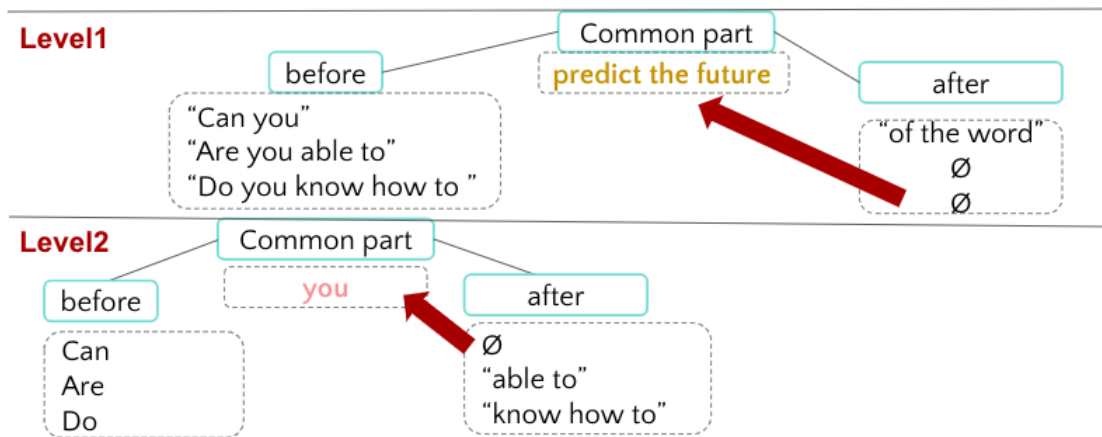 Level1
Common part
before
predict the future
after
“Can you”
“Are you able to”
“Do you know how to ”
“of the word”
Ø
Ø
Level2
Common part
before
you
after
Can
Are
Do
Ø
“able to”
“know how to”